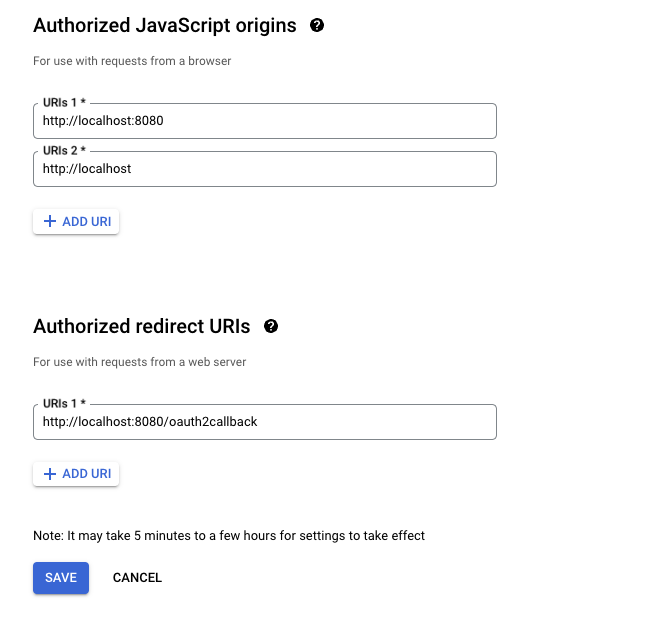 Authorized JavaScript origins
For use with requests from a browser
URIs 1 *
http://localhost:8080
URIs 2 *
http://localhost
+ ADD URI
Authorized redirect URIs
For use with requests from a web server
URIs 1 *
http://localhost:8080/oauth2callback
+ ADD URI
Note: It may take 5 minutes to a few hours for settings to take effect
SAVE CANCEL